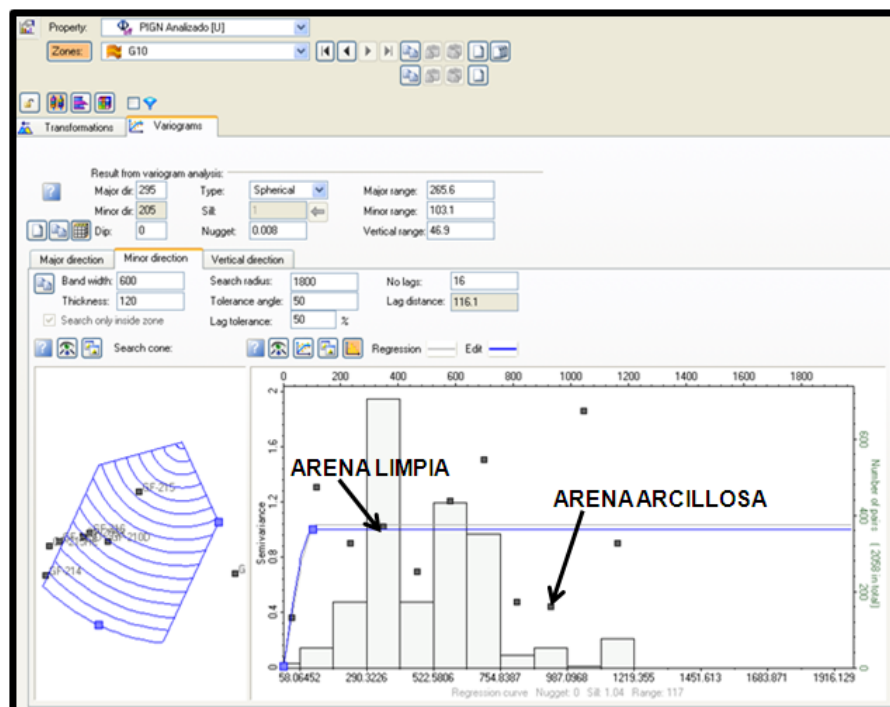 Property: PIGN Analizado [U]
Zones: G10
Transformations Variograms
Result from variogram analysis:
Major dir: 295 Type: Spherical Major range: 265.6
Minor dir: 205 Sill: 1 Minor range: 103.1
Dip: 0 Nugget: 0.008 Vertical range: 46.9
Major direction Minor direction Vertical direction
Band width: 600 Search radius: 1800 No lags: 16
Thickness: 120 Tolerance angle: 50 Lag distance: 116.1
Search only inside zone Lag tolerance: 50 %
Search cone: Regression Edit
0 200 400 600 800 1000 1200 1400 1600 1800
2 1.6 1.2 0.8 0.4 0
Semivariance
ARENA LIMPIA
ARENA ARCILLOSA
600 400 200 0
Number of pairs ( 2058 in total)
GF-215
GF-216
GF-210D
GF-214
G
58.06452 290.3226 522.5806 754.8387 987.0968 1219.355 1451.613 1683.871 1916.129
Regression curve Nugget: 0 Sill: 1.04 Range: 117